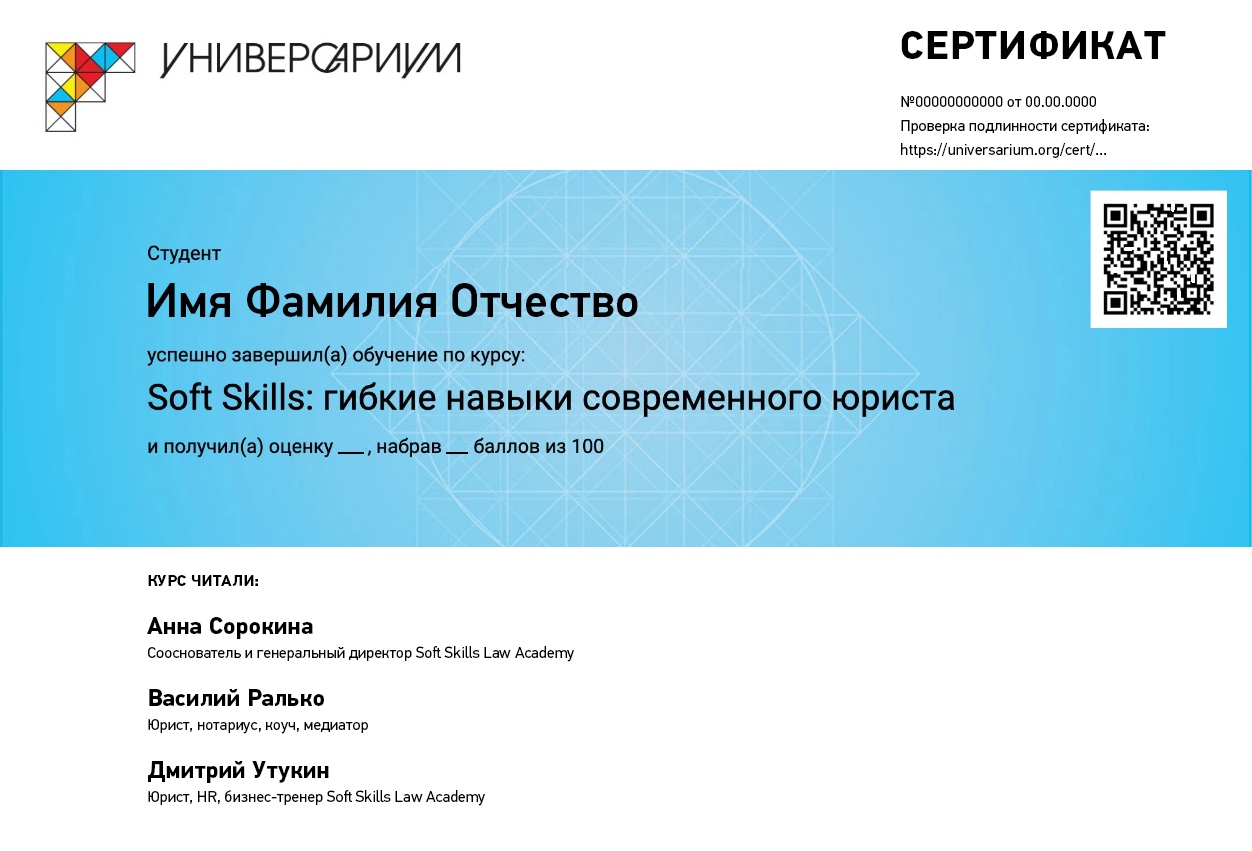 УНИВЕРСАРИУМ
СЕРТИФИКАТ
№00000000000 от 00.00.0000
Проверка подлинности сертификата:
https://universarium.org/cert/...
Студент
Имя Фамилия Отчество
успешно завершил(а) обучение по курсу:
Soft Skills: гибкие навыки современного юриста
и получил(а) оценку __, набрав __ баллов из 100
КУРС ЧИТАЛИ:
Анна Сорокина
Сооснователь и генеральный директор Soft Skills Law Academy
Василий Ралько
Юрист, нотариус, коуч, медиатор
Дмитрий Утукин
Юрист, HR, бизнес-тренер Soft Skills Law Academy